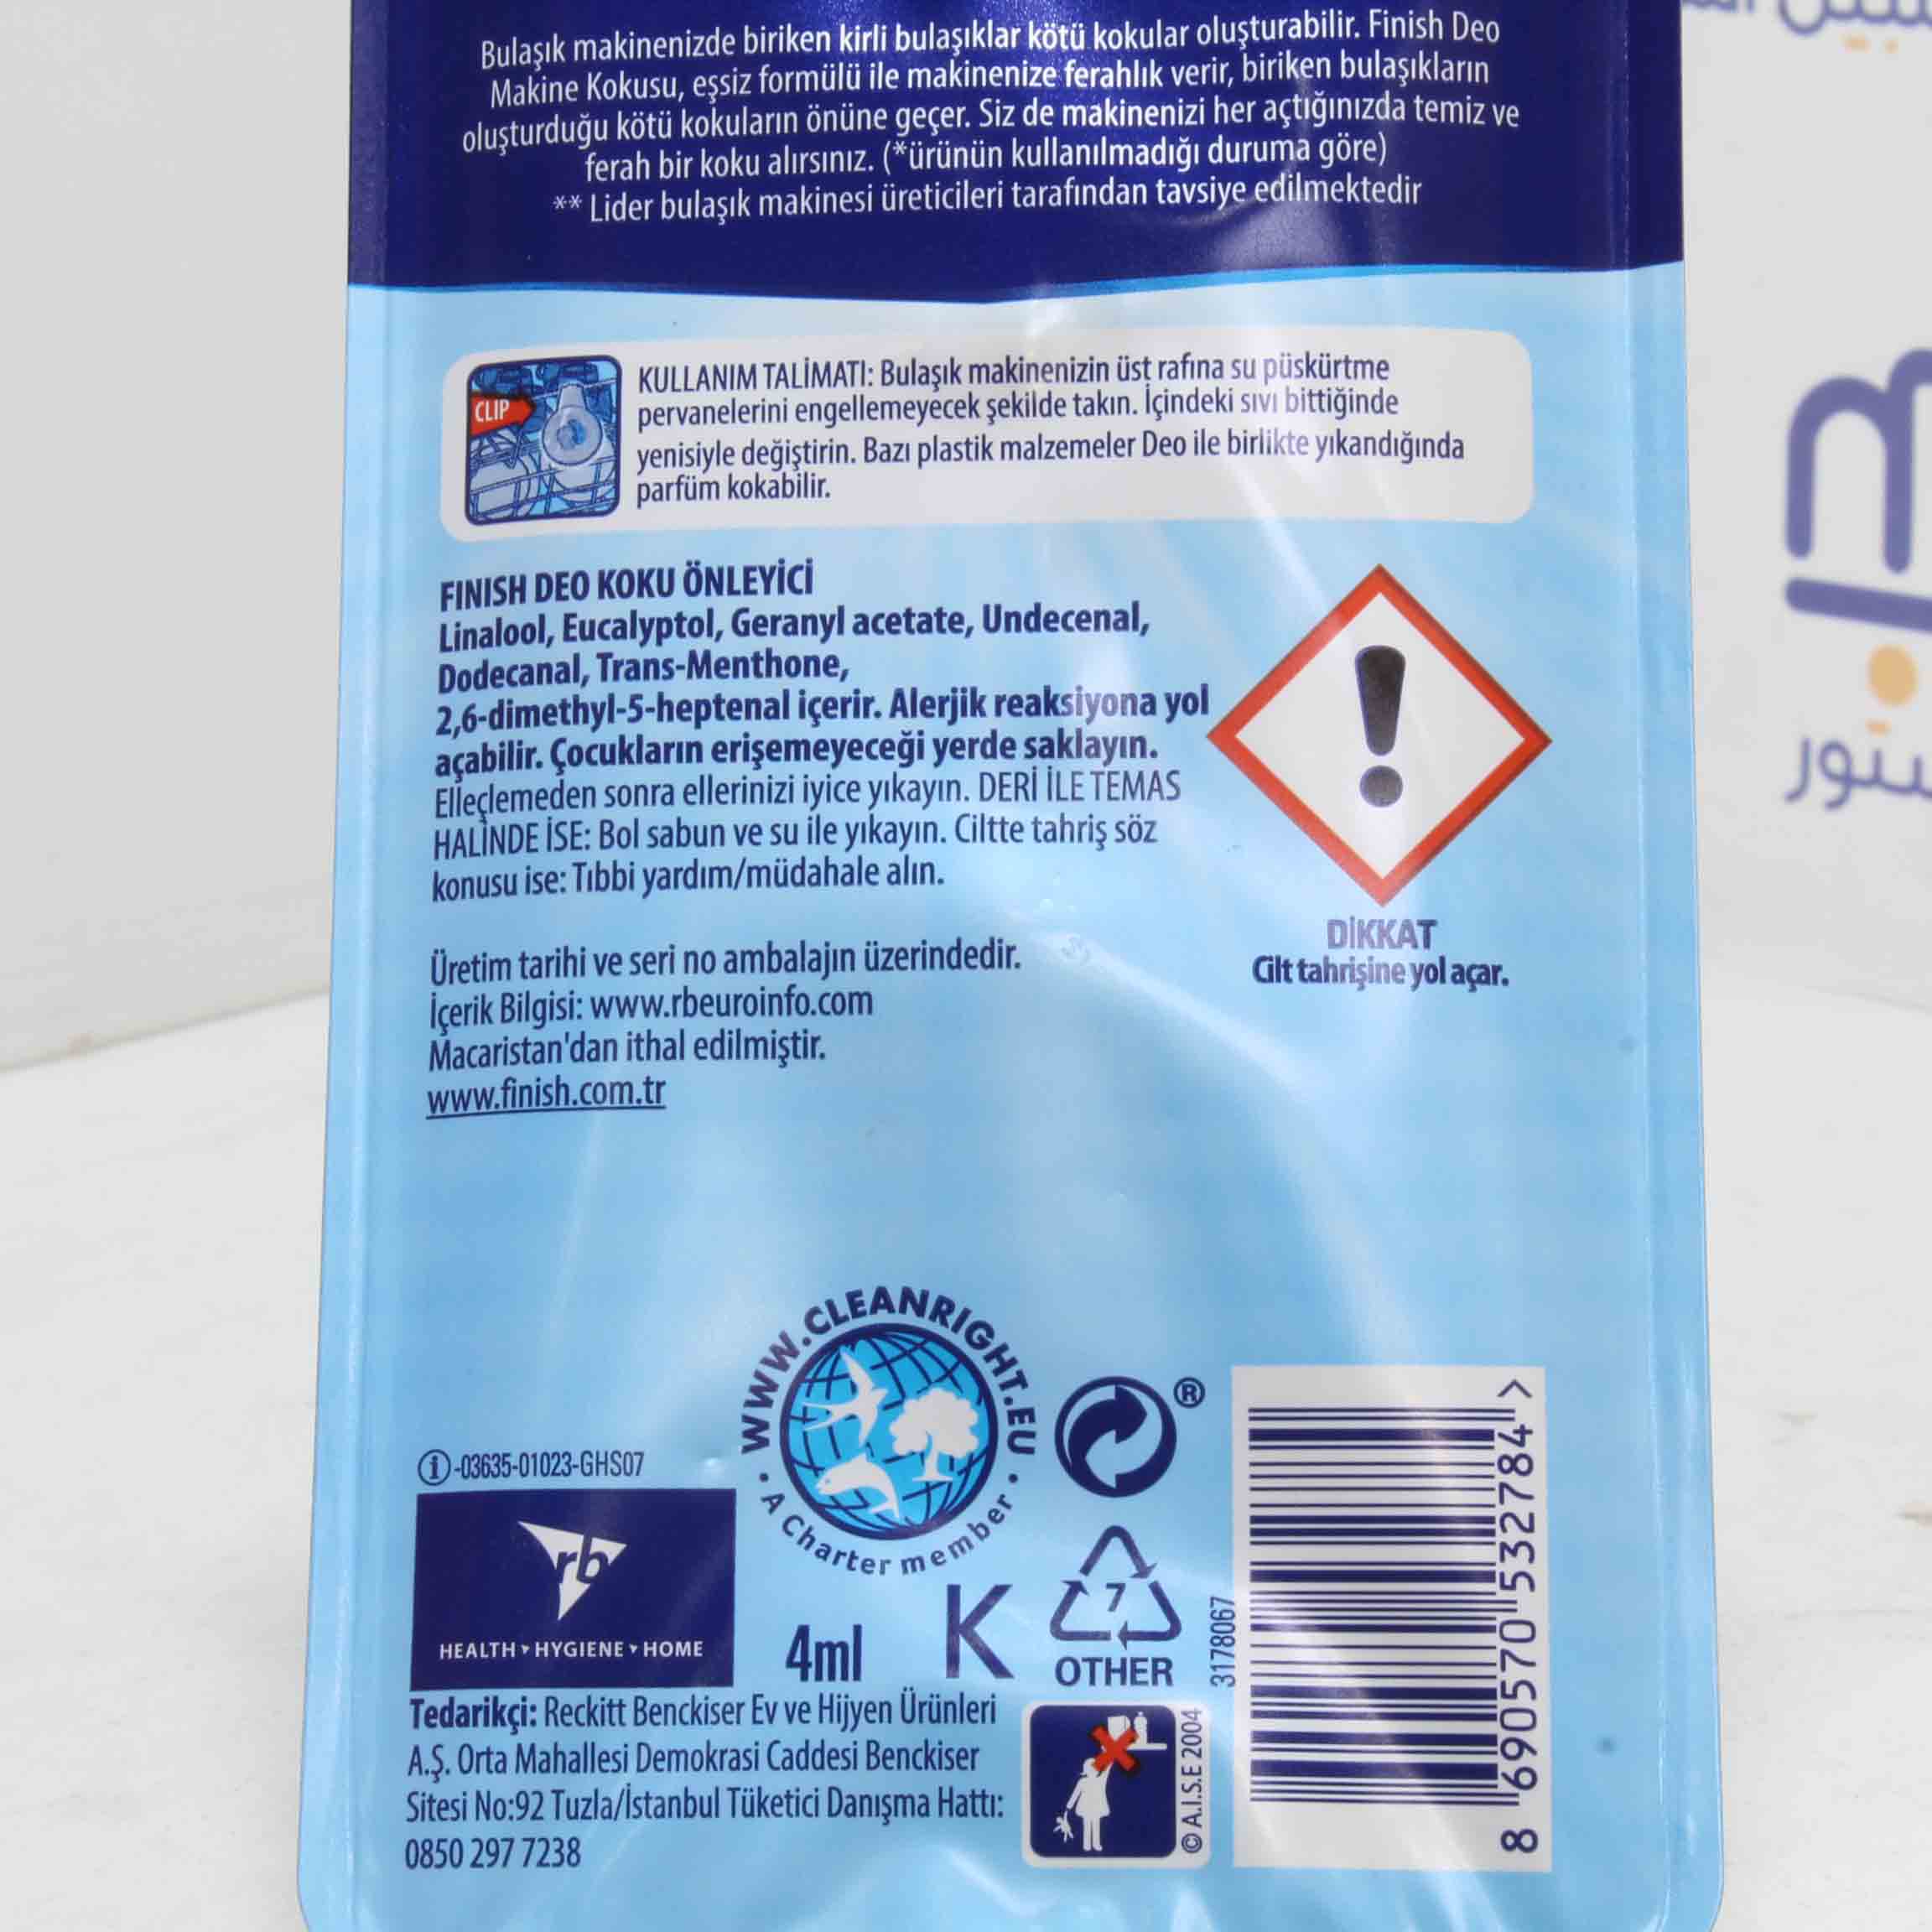 Bulaşık makinenizde biriken kirli bulaşıklar kötü kokular oluşturabilir. Finish Deo
Makine Kokusu, eşsiz formülü ile makinenize ferahlık verir, biriken bulaşıkların
oluşturduğu kötü kokuların önüne geçer. Siz de makinenizi her açtığınızda temiz ve
ferah bir koku alırsınız. (*ürünün kullanılmadığı duruma göre)
** Lider bulaşık makinesi üreticileri tarafından tavsiye edilmektedir
CLIP
KULLANIM TALİMATI: Bulaşık makinenizin üst rafına su püskürtme
pervanelerini engellemeyecek şekilde takın. İçindeki sıvı bittiğinde
yenisiyle değiştirin. Bazı plastik malzemeler Deo ile birlikte yıkandığında
parfüm kokabilir.
FINISH DEO KOKU ÖNLEYİCİ
Linalool, Eucalyptol, Geranyl acetate, Undecenal,
Dodecanal, Trans-Menthone,
2,6-dimethyl-5-heptenal içerir. Alerjik reaksiyona yol
açabilir. Çocukların erişemeyeceği yerde saklayın.
Elleçlemeden sonra ellerinizi iyice yıkayın. DERİ İLE TEMAS
HALİNDE İSE: Bol sabun ve su ile yıkayın. Ciltte tahriş söz
konusu ise: Tıbbi yardım/müdahale alın.
DİKKAT
Cilt tahrişine yol açar.
Üretim tarihi ve seri no ambalajın üzerindedir.
İçerik Bilgisi: www.rbeuroinfo.com
Macaristan'dan ithal edilmiştir.
www.finish.com.tr
WWW.CLEANRIGHT.EU
• A Charter member •
®
i-03635-01023-GHS07
rb
HEALTH HYGIENE HOME
4ml
K
7
OTHER
3178067
8 690570 532784 >
Tedarikçi: Reckitt Benckiser Ev ve Hijyen Ürünleri
A.Ş. Orta Mahallesi Demokrasi Caddesi Benckiser
Sitesi No:92 Tuzla/İstanbul Tüketici Danışma Hattı:
0850 297 7238
© A.I.S.E 2004